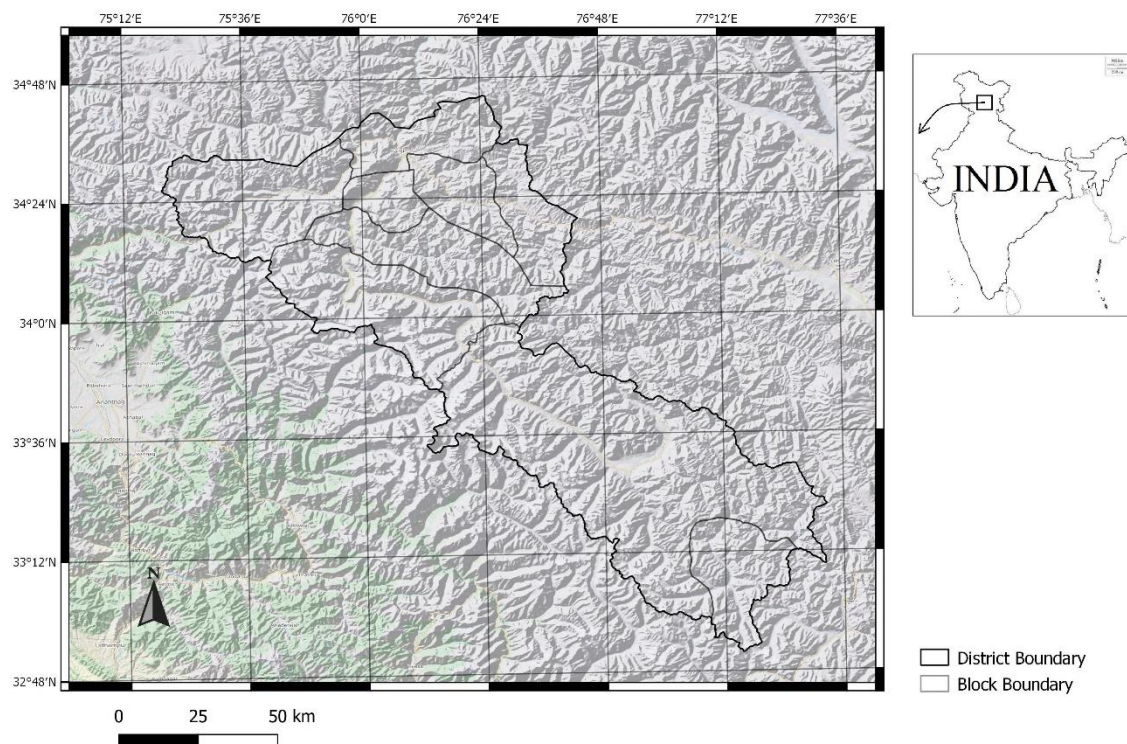 75°12'E 75°36'E 76°0'E 76°24'E 76°48'E 77°12'E 77°36'E
34°48'N
34°24'N
34°0'N
33°36'N
33°12'N
32°48'N
Anantnag
N
INDIA
District Boundary
Block Boundary
0 25 50 km